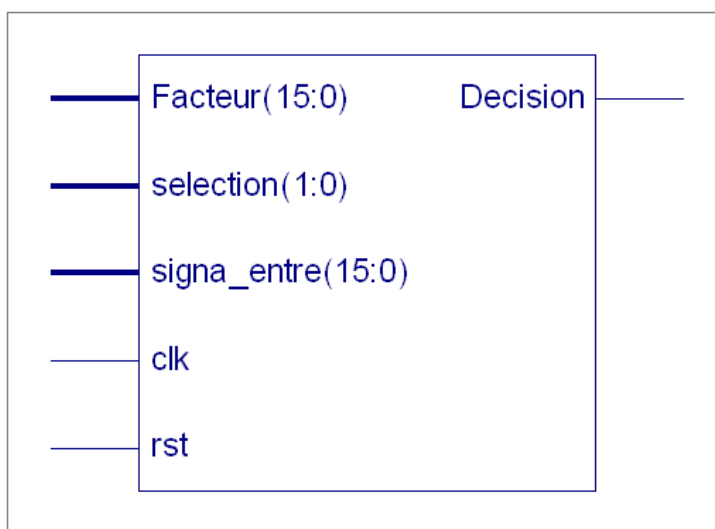 Facteur(15:0) Decision
selection(1:0)
signa_entre(15:0)
clk
rst